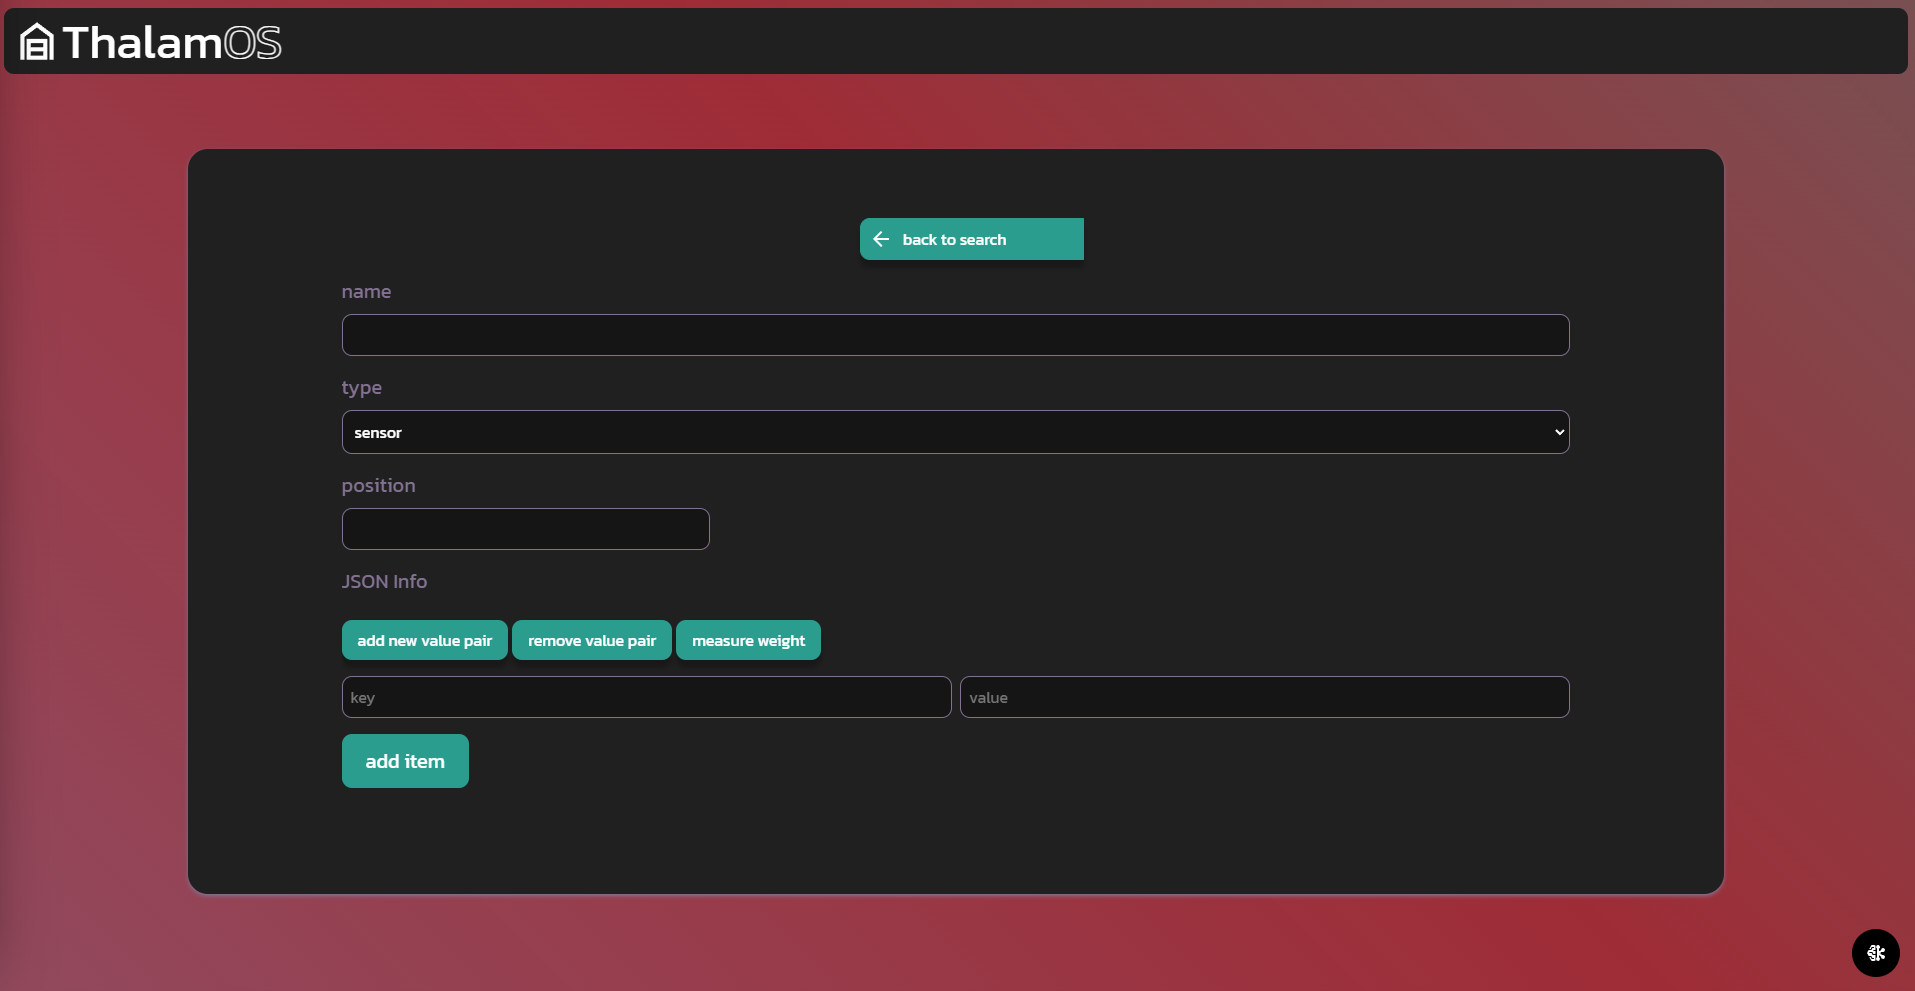 ThalamOS
back to search
name
type
sensor
position
JSON Info
add new value pair remove value pair measure weight
key value
add item